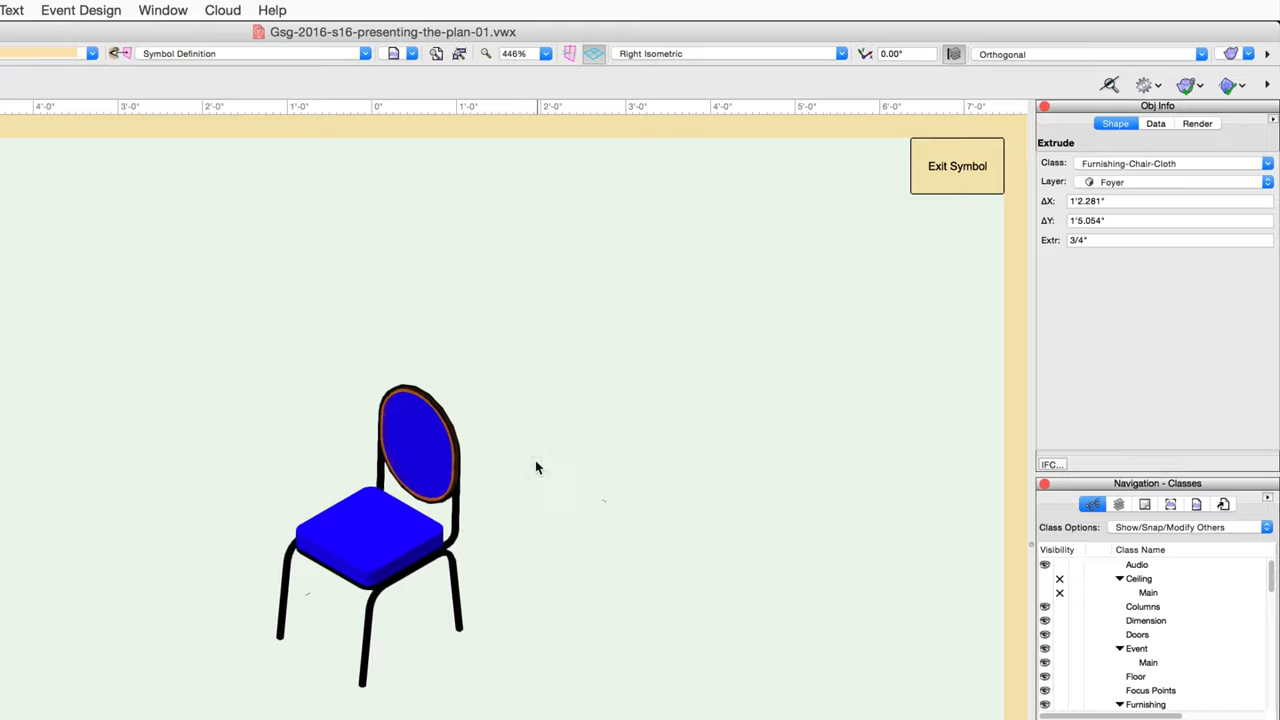 Text Event Design Window Cloud Help
Gsg-2016-s16-presenting-the-plan-01.vwx
Symbol Definition 446% Right Isometric 0.00° Orthogonal
4'-0" 3'-0" 2'-0" 1'-0" 0" 1'-0" 2'-0" 3'-0" 4'-0" 5'-0" 6'-0" 7'-0"
Obj Info
Shape Data Render
Extrude
Class: Furnishing-Chair-Cloth
Layer: Foyer
ΔX: 1'2.281"
ΔY: 1'5.054"
Extr: 3/4"
Exit Symbol
IFC...
Navigation - Classes
Class Options: Show/Snap/Modify Others
Visibility Class Name
Audio
Ceiling
Main
Columns
Dimension
Doors
Event
Main
Floor
Focus Points
Furnishing